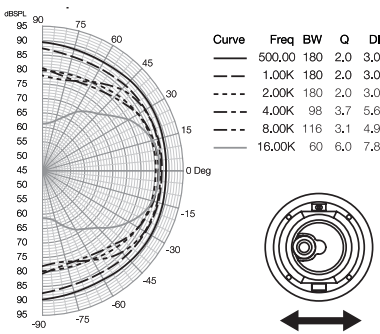 dBSPL
95 90 75
90
85 60
80
75 45
70
65 30
60
55 15
50
45 0 Deg
50
55 -15
60
65 -30
70
75 -45
80
85 -60
90
95 -90 -75
Curve Freq BW Q DI
500.00 180 2.0 3.0
1.00K 180 2.0 3.0
2.00K 180 2.0 3.0
4.00K 98 3.7 5.6
8.00K 116 3.1 4.9
16.00K 60 6.0 7.8